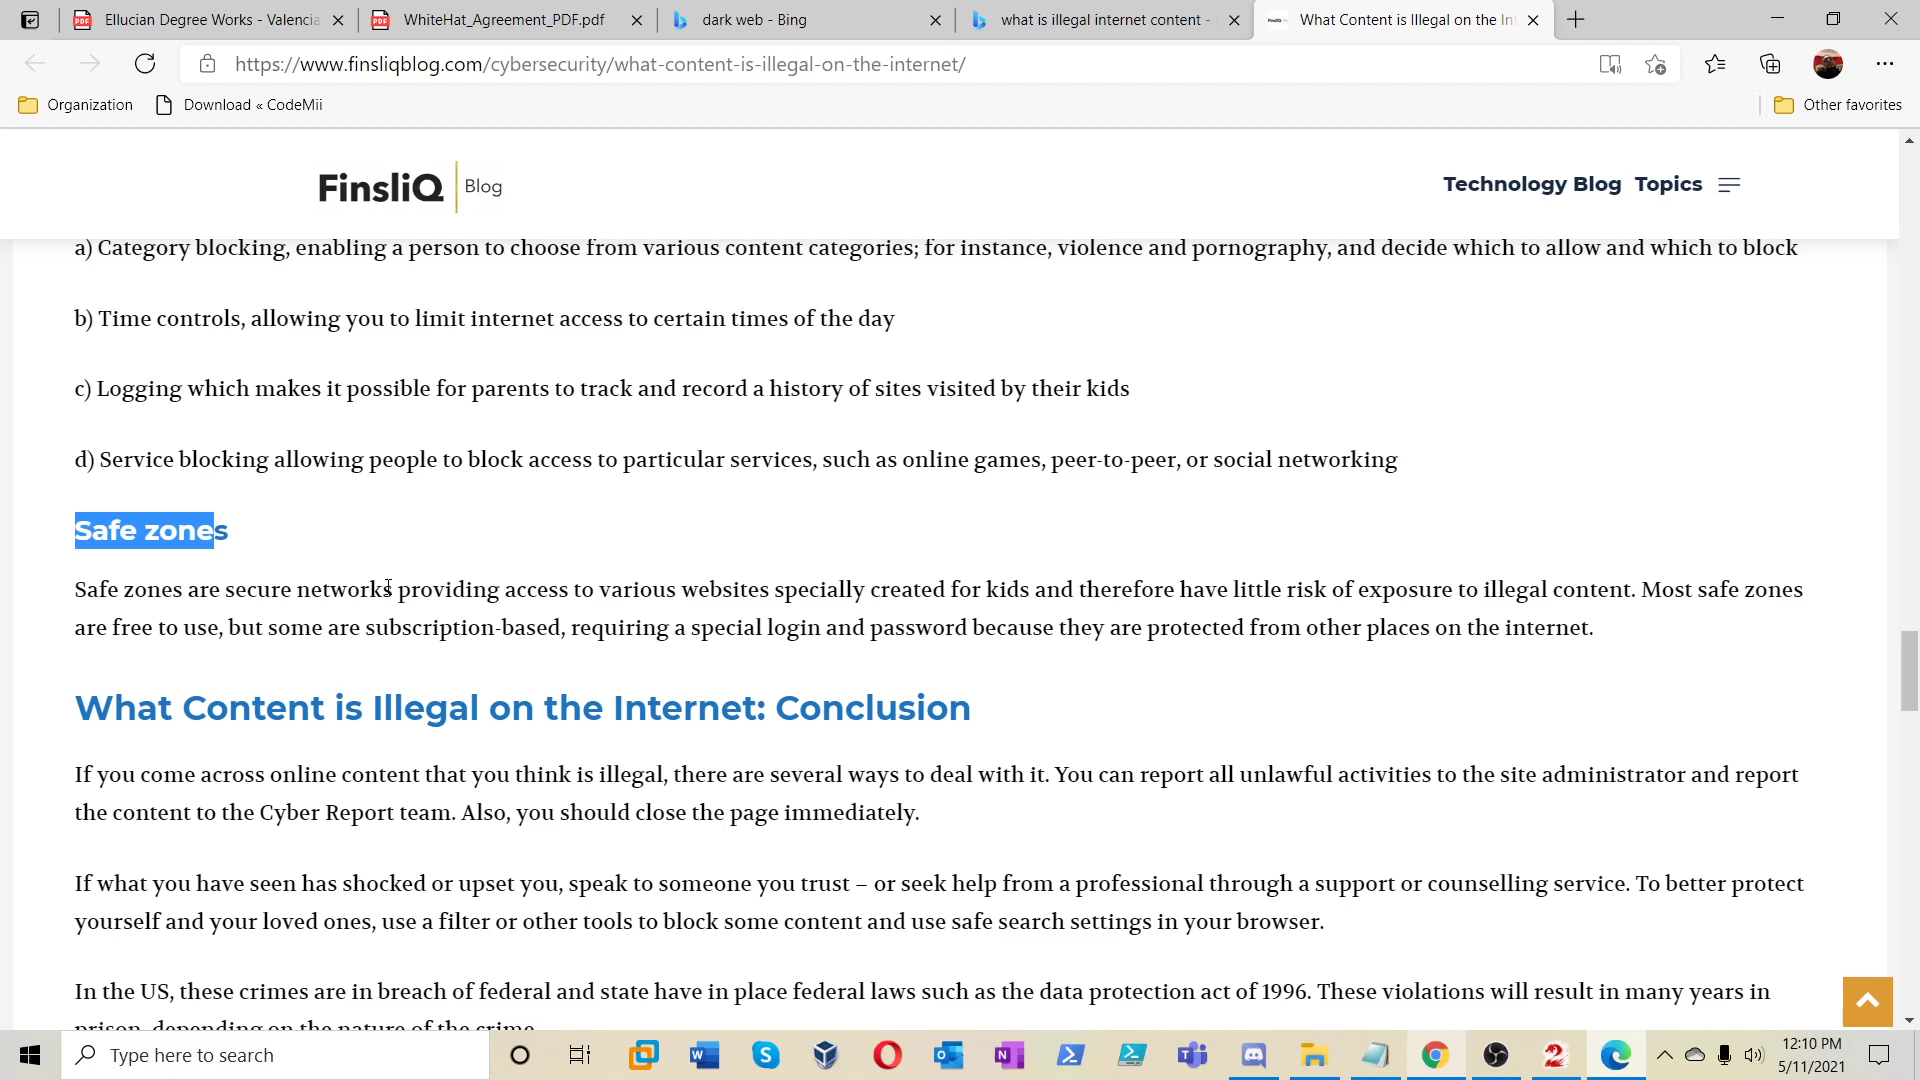 Ellucian Degree Works - Valencia
WhiteHat_Agreement_PDF.pdf
dark web - Bing
what is illegal internet content -
What Content is Illegal on the In
https://www.finsliqblog.com/cybersecurity/what-content-is-illegal-on-the-internet/
Organization
Download « CodeMii
Other favorites
FinsliQ Blog
Technology Blog Topics
a) Category blocking, enabling a person to choose from various content categories; for instance, violence and pornography, and decide which to allow and which to block
b) Time controls, allowing you to limit internet access to certain times of the day
c) Logging which makes it possible for parents to track and record a history of sites visited by their kids
d) Service blocking allowing people to block access to particular services, such as online games, peer-to-peer, or social networking
Safe zones
Safe zones are secure networks providing access to various websites specially created for kids and therefore have little risk of exposure to illegal content. Most safe zones
are free to use, but some are subscription-based, requiring a special login and password because they are protected from other places on the internet.
What Content is Illegal on the Internet: Conclusion
If you come across online content that you think is illegal, there are several ways to deal with it. You can report all unlawful activities to the site administrator and report
the content to the Cyber Report team. Also, you should close the page immediately.
If what you have seen has shocked or upset you, speak to someone you trust – or seek help from a professional through a support or counselling service. To better protect
yourself and your loved ones, use a filter or other tools to block some content and use safe search settings in your browser.
In the US, these crimes are in breach of federal and state have in place federal laws such as the data protection act of 1996. These violations will result in many years in
prison, depending on the nature of the crime.
Type here to search
12:10 PM
5/11/2021